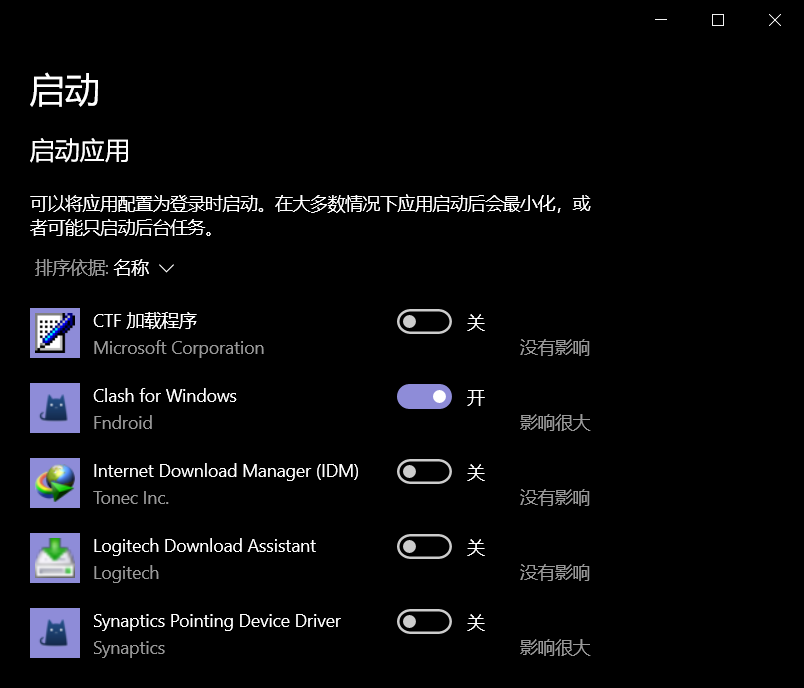 启动
启动应用
可以将应用配置为登录时启动。在大多数情况下应用启动后会最小化，或
者可能只启动后台任务。
排序依据: 名称
CTF 加载程序
关
Microsoft Corporation
没有影响
Clash for Windows
开
Fndroid
影响很大
Internet Download Manager (IDM)
关
Tonec Inc.
没有影响
Logitech Download Assistant
关
Logitech
没有影响
Synaptics Pointing Device Driver
关
Synaptics
影响很大